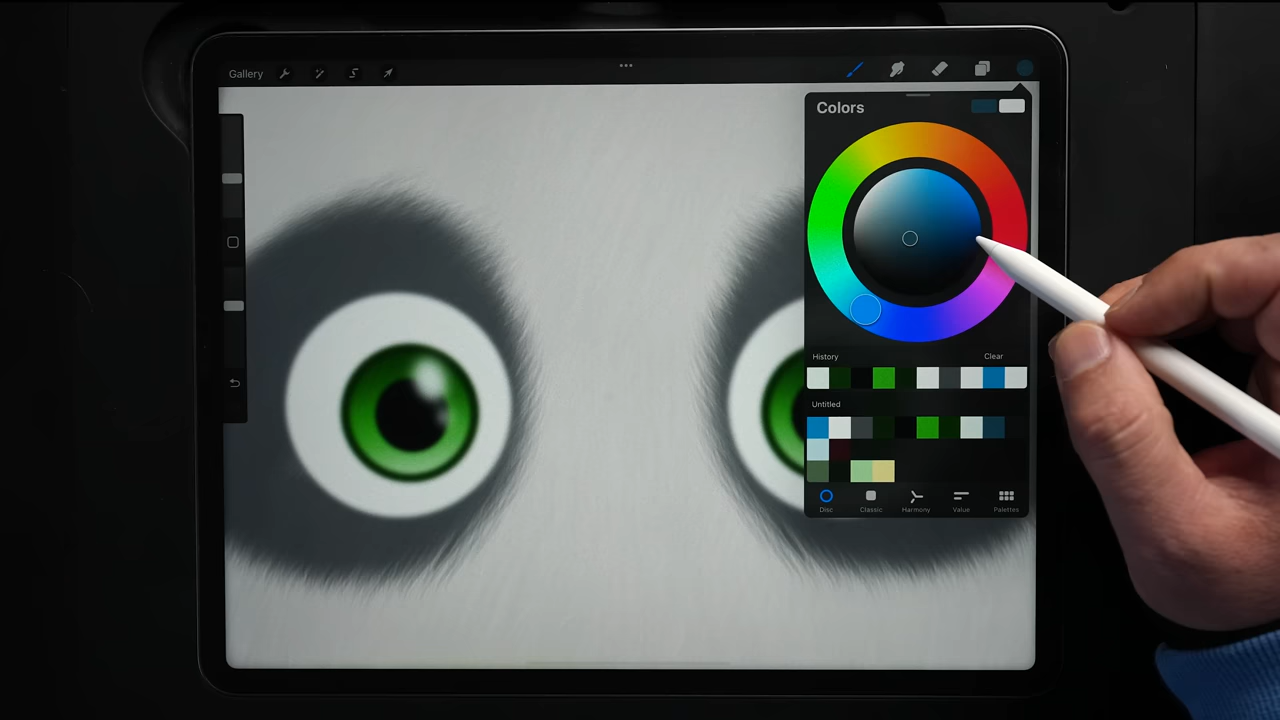 Gallery
Colors
History Clear
Untitled
Disc Classic Harmony Value Palettes